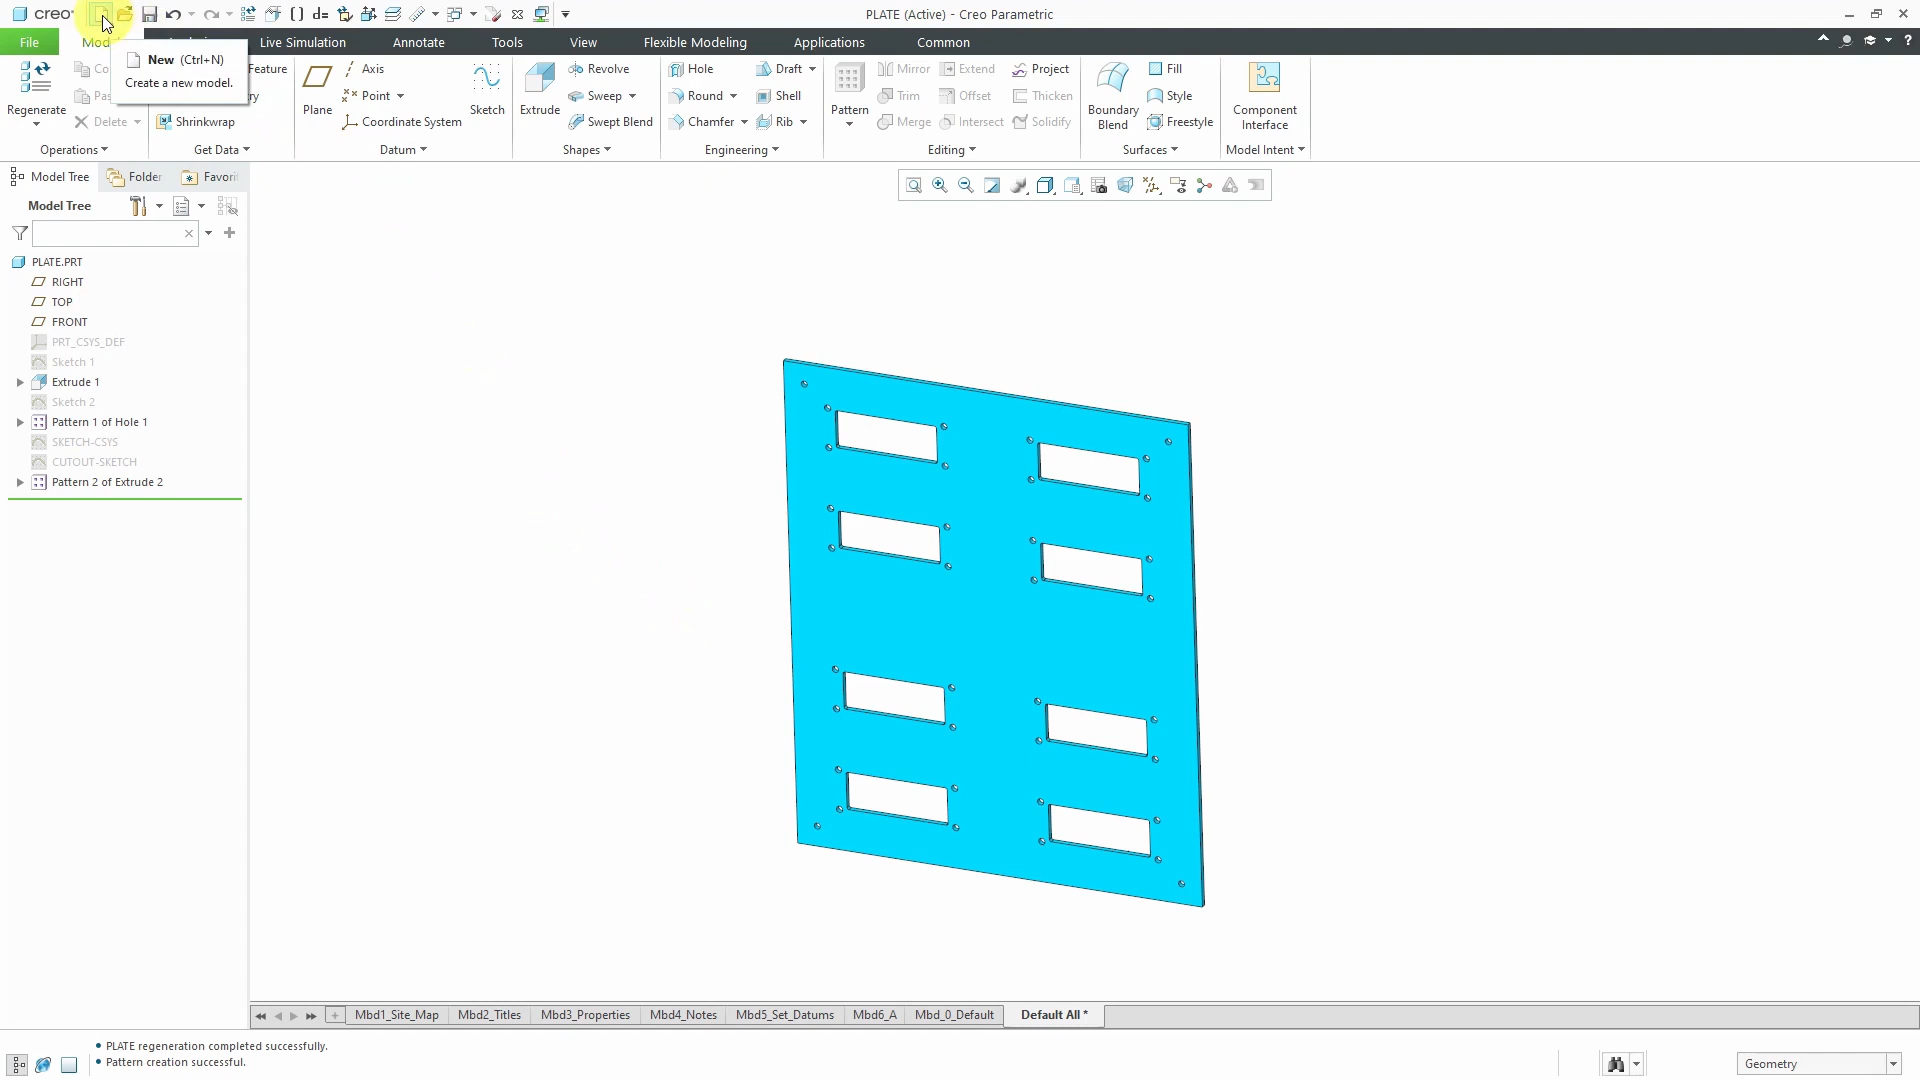 creo
PLATE (Active) - Creo Parametric
File
Live Simulation
Annotate
Tools
View
Flexible Modeling
Applications
Common
New (Ctrl+N)
Create a new model.
Feature
Regenerate
Delete
Shrinkwrap
Operations
Get Data
Plane
Axis
Point
Coordinate System
Sketch
Datum
Extrude
Revolve
Sweep
Swept Blend
Shapes
Hole
Round
Chamfer
Draft
Shell
Rib
Engineering
Pattern
Mirror
Trim
Merge
Extend
Offset
Intersect
Project
Thicken
Solidify
Editing
Boundary
Blend
Fill
Style
Freestyle
Surfaces
Component
Interface
Model Intent
Model Tree
Folder
Favori
Model Tree
PLATE.PRT
RIGHT
TOP
FRONT
PRT_CSYS_DEF
Sketch 1
Extrude 1
Sketch 2
Pattern 1 of Hole 1
SKETCH-CSYS
CUTOUT-SKETCH
Pattern 2 of Extrude 2
Mbd1_Site_Map
Mbd2_Titles
Mbd3_Properties
Mbd4_Notes
Mbd5_Set_Datums
Mbd6_A
Mbd_0_Default
Default All *
• PLATE regeneration completed successfully.
• Pattern creation successful.
Geometry